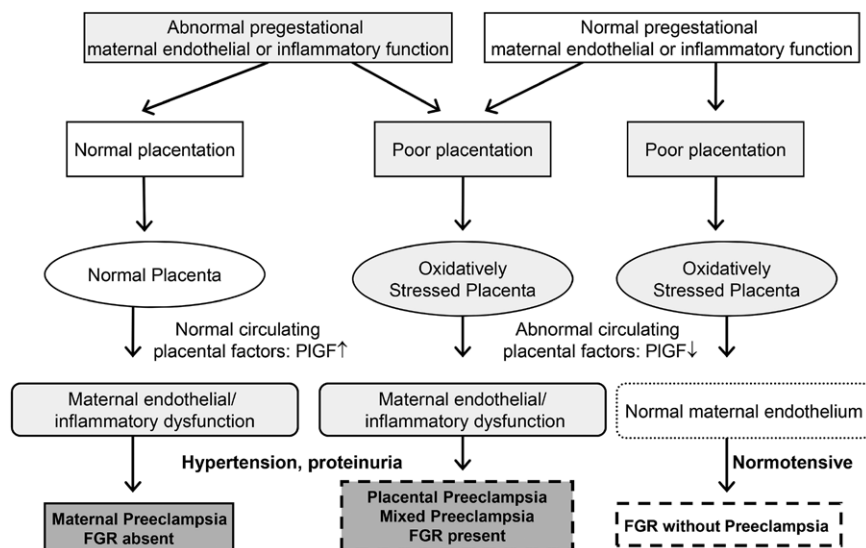 Abnormal pregestational
maternal endothelial or inflammatory function
Normal pregestational
maternal endothelial or inflammatory function
Normal placentation
Poor placentation
Poor placentation
Normal Placenta
Oxidatively
Stressed Placenta
Oxidatively
Stressed Placenta
Normal circulating
placental factors: PlGF↑
Abnormal circulating
placental factors: PlGF↓
Maternal endothelial/
inflammatory dysfunction
Maternal endothelial/
inflammatory dysfunction
Normal maternal endothelium
Hypertension, proteinuria
Normotensive
Maternal Preeclampsia
FGR absent
Placental Preeclampsia
Mixed Preeclampsia
FGR present
FGR without Preeclampsia